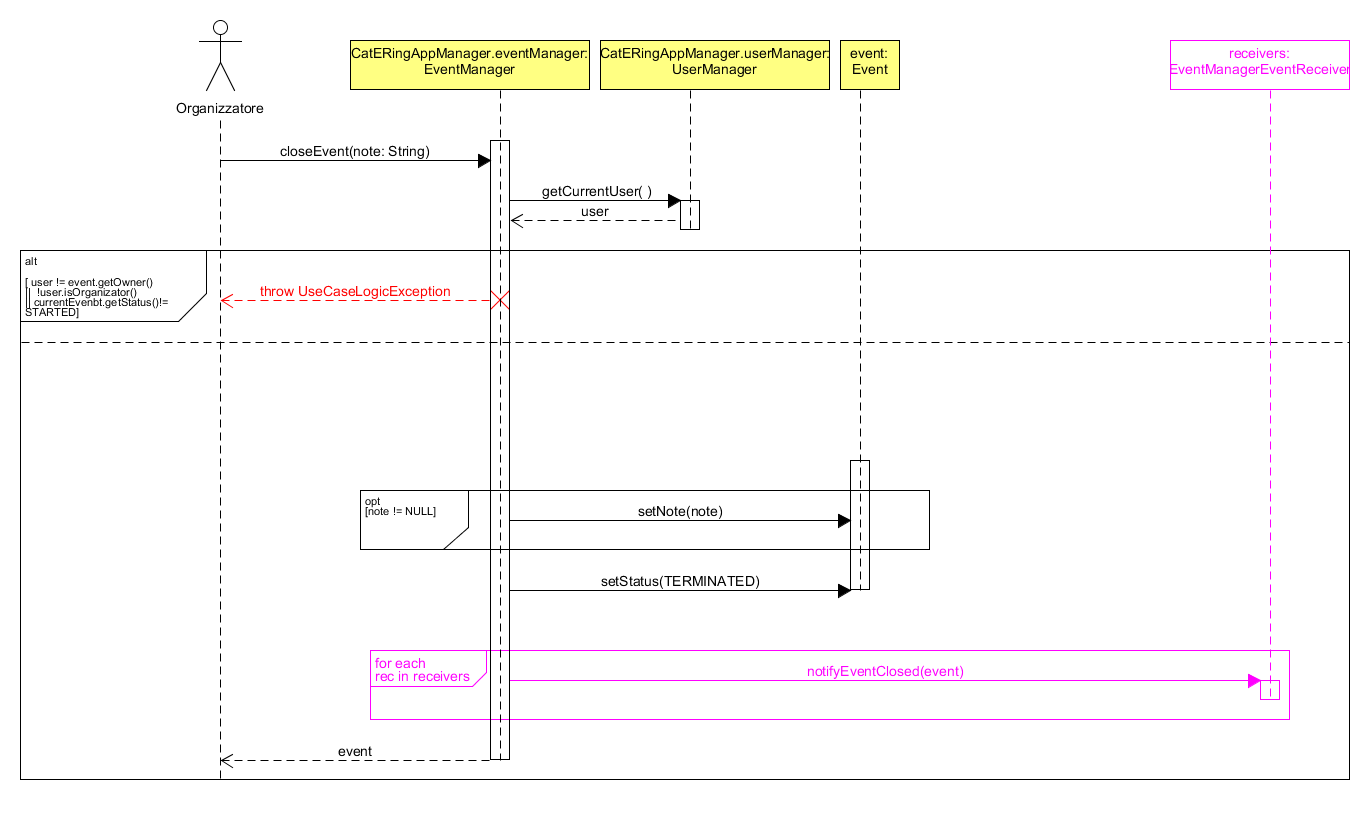 Organizzatore
CatERingAppManager.eventManager:
EventManager
CatERingAppManager.userManager:
UserManager
event:
Event
receivers:
EventManagerEventReceiver
closeEvent(note: String)
getCurrentUser( )
user
alt
[ user != event.getOwner()
|| !user.isOrganizator()
|| currentEvenbt.getStatus()!=
STARTED]
throw UseCaseLogicException
opt
[note != NULL]
setNote(note)
setStatus(TERMINATED)
for each
rec in receivers
notifyEventClosed(event)
event